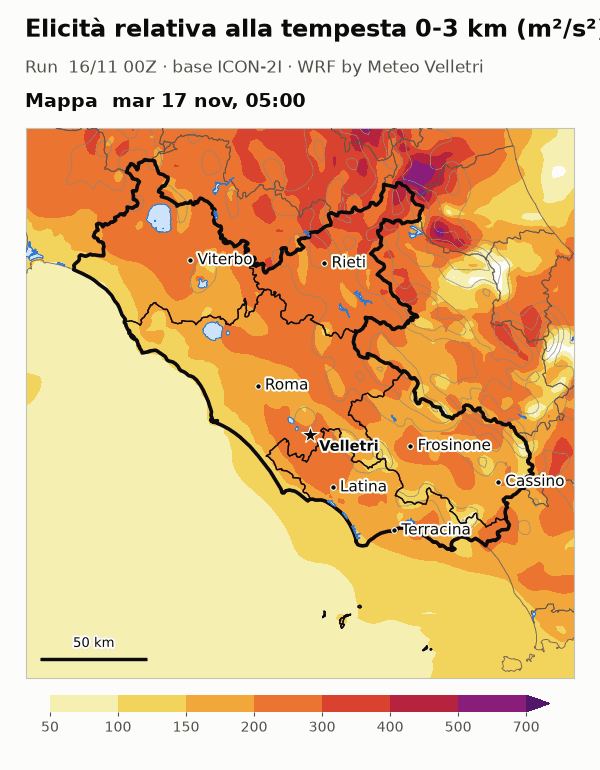 Elicità relativa alla tempesta 0-3 km (m²/s²)
Run 16/11 00Z · base ICON-2I · WRF by Meteo Velletri
Mappa mar 17 nov, 05:00
Viterbo
Rieti
Roma
Velletri
Frosinone
Cassino
Latina
Terracina
50 km
50 100 150 200 300 400 500 700